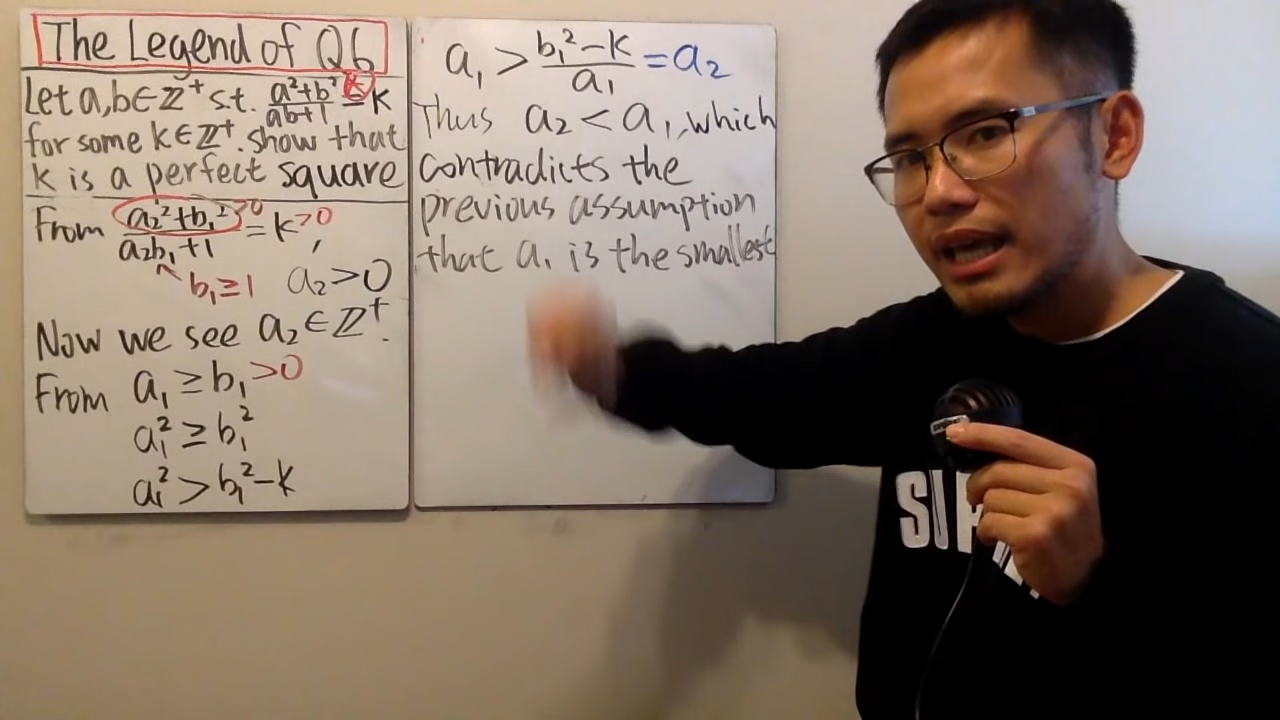 The Legend of Q6
Let a,b∈ℤ⁺ s.t. (a²+b²)/(ab+1) = k
for some k∈ℤ⁺. show that
k is a perfect square
From (a₂²+b₁²)/(a₂b₁+1) = k, >0 >0
b₁≥1 a₂>0
Now we see a₂∈ℤ⁺.
From a₁ ≥ b₁ >0
a₁² ≥ b₁²
a₁² > b₁²-k
a₁ > (b₁²-k)/a₁ = a₂
Thus a₂ < a₁, which
contradicts the
previous assumption
that a₁ is the smallest